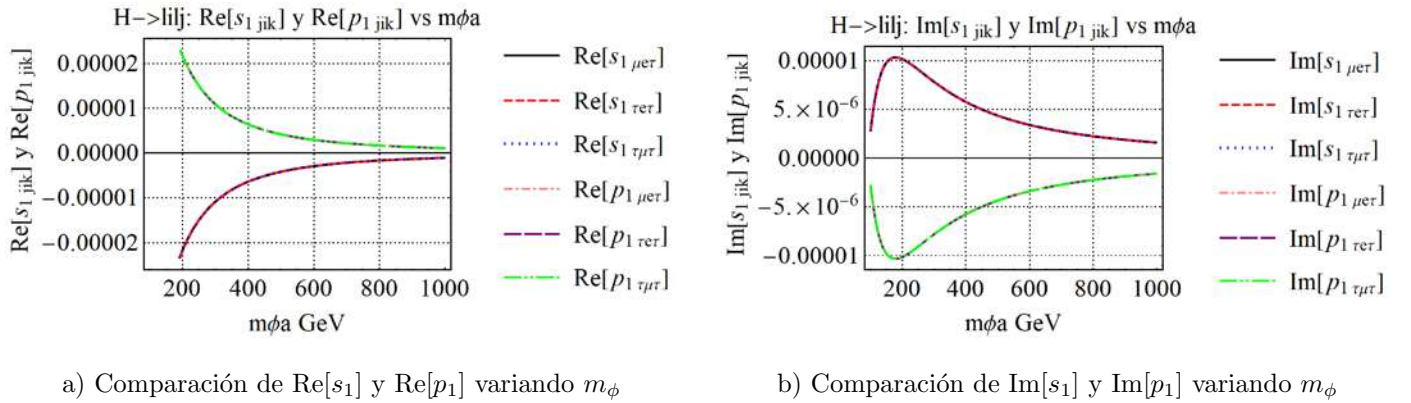 H−>lilj: Re[s₁ jik] y Re[p₁ jik] vs mϕa
Re[s₁ jik] y Re[p₁ jik]
0.00002
0.00001
0.00000
−0.00001
−0.00002
200 400 600 800 1000
mϕa GeV
Re[s₁ μeτ]
Re[s₁ τeτ]
Re[s₁ τμτ]
Re[p₁ μeτ]
Re[p₁ τeτ]
Re[p₁ τμτ]
a) Comparación de Re[s₁] y Re[p₁] variando m_ϕ
H−>lilj: Im[s₁ jik] y Im[p₁ jik] vs mϕa
Im[s₁ jik] y Im[p₁ jik]
0.00001
5.×10⁻⁶
0.00000
−5.×10⁻⁶
−0.00001
200 400 600 800 1000
mϕa GeV
Im[s₁ μeτ]
Im[s₁ τeτ]
Im[s₁ τμτ]
Im[p₁ μeτ]
Im[p₁ τeτ]
Im[p₁ τμτ]
b) Comparación de Im[s₁] y Im[p₁] variando m_ϕ